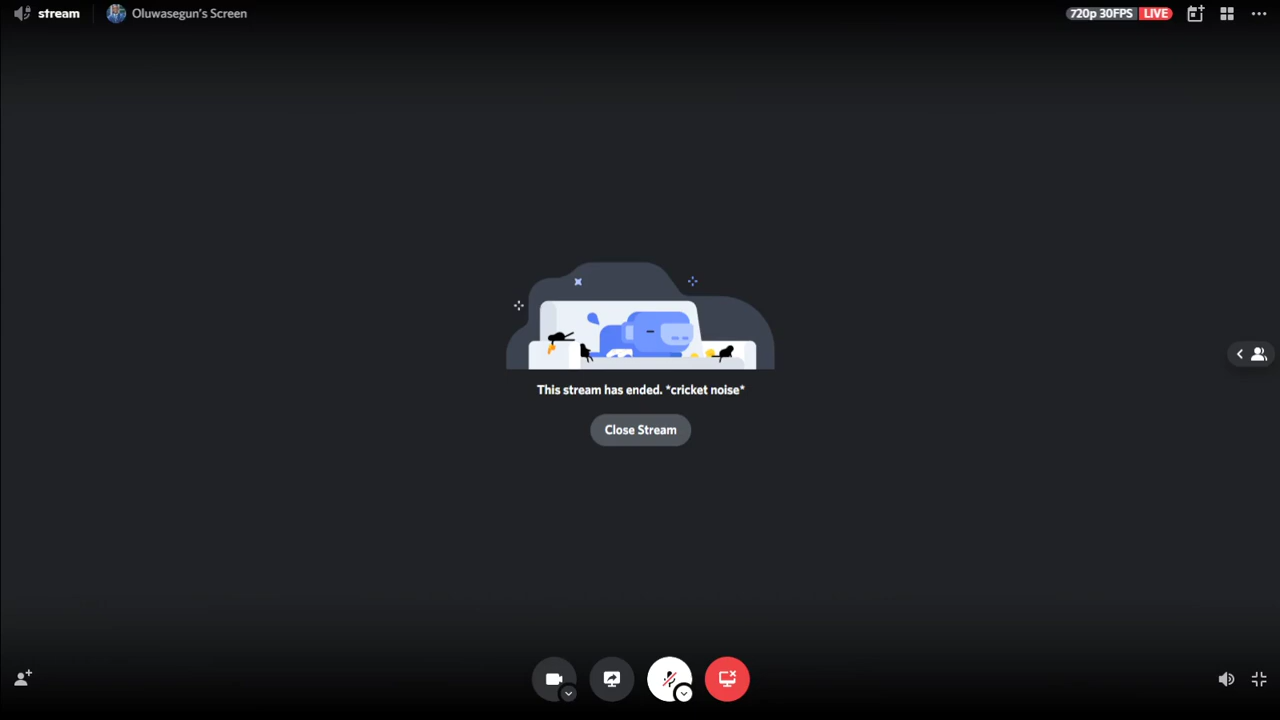 stream
Oluwasegun's Screen
720p 30FPS LIVE
This stream has ended. *cricket noise*
Close Stream